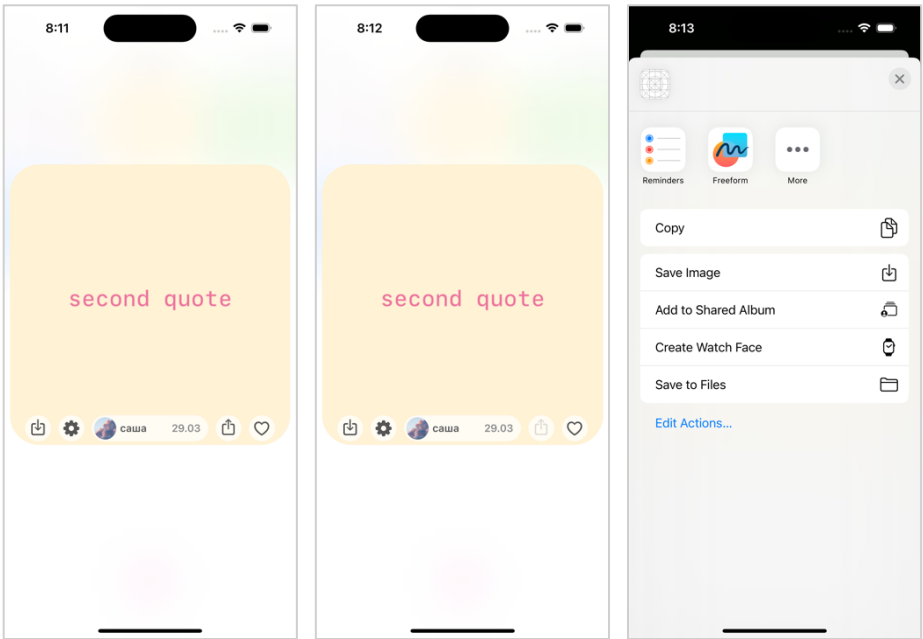 8:11
second quote
саша 29.03
8:12
second quote
саша 29.03
8:13
Reminders Freeform More
Copy
Save Image
Add to Shared Album
Create Watch Face
Save to Files
Edit Actions...